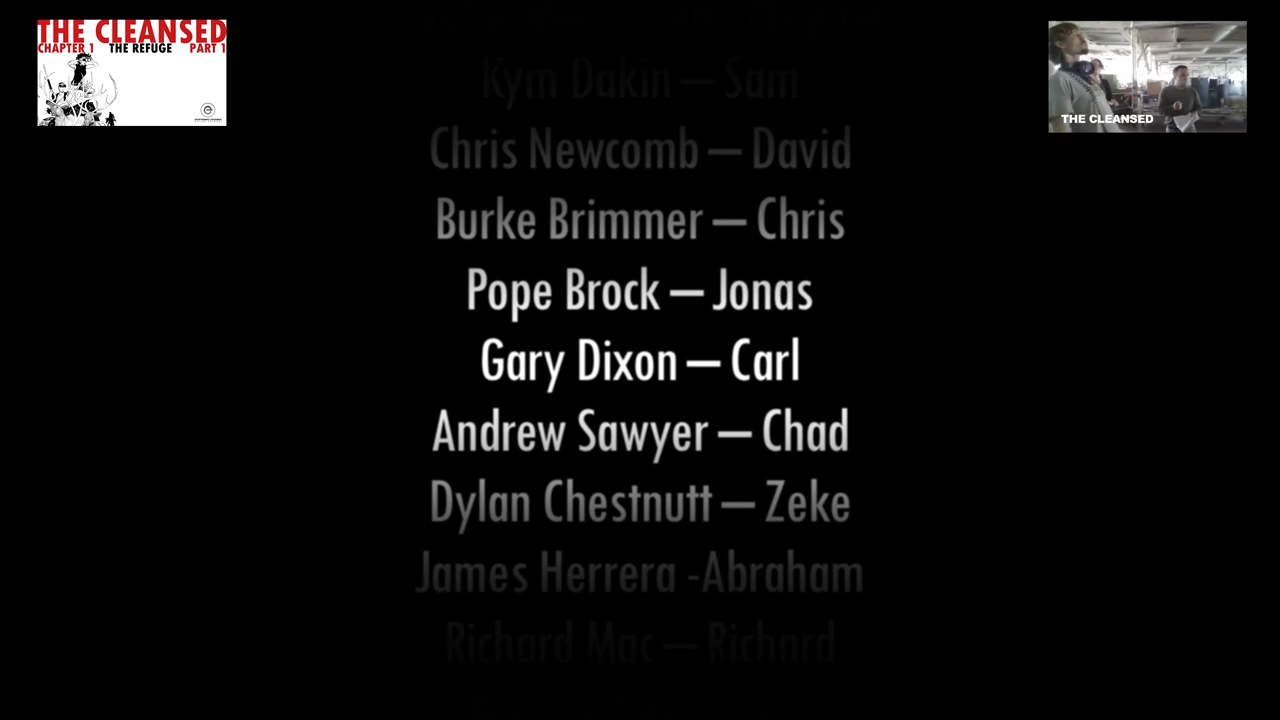 THE CLEANSED
CHAPTER 1 THE REFUGE PART 1
THE CLEANSED
Kym Dakin – Sam
Chris Newcomb – David
Burke Brimmer – Chris
Pope Brock – Jonas
Gary Dixon – Carl
Andrew Sawyer – Chad
Dylan Chestnutt – Zeke
James Herrera -Abraham
Richard Mac – Richard